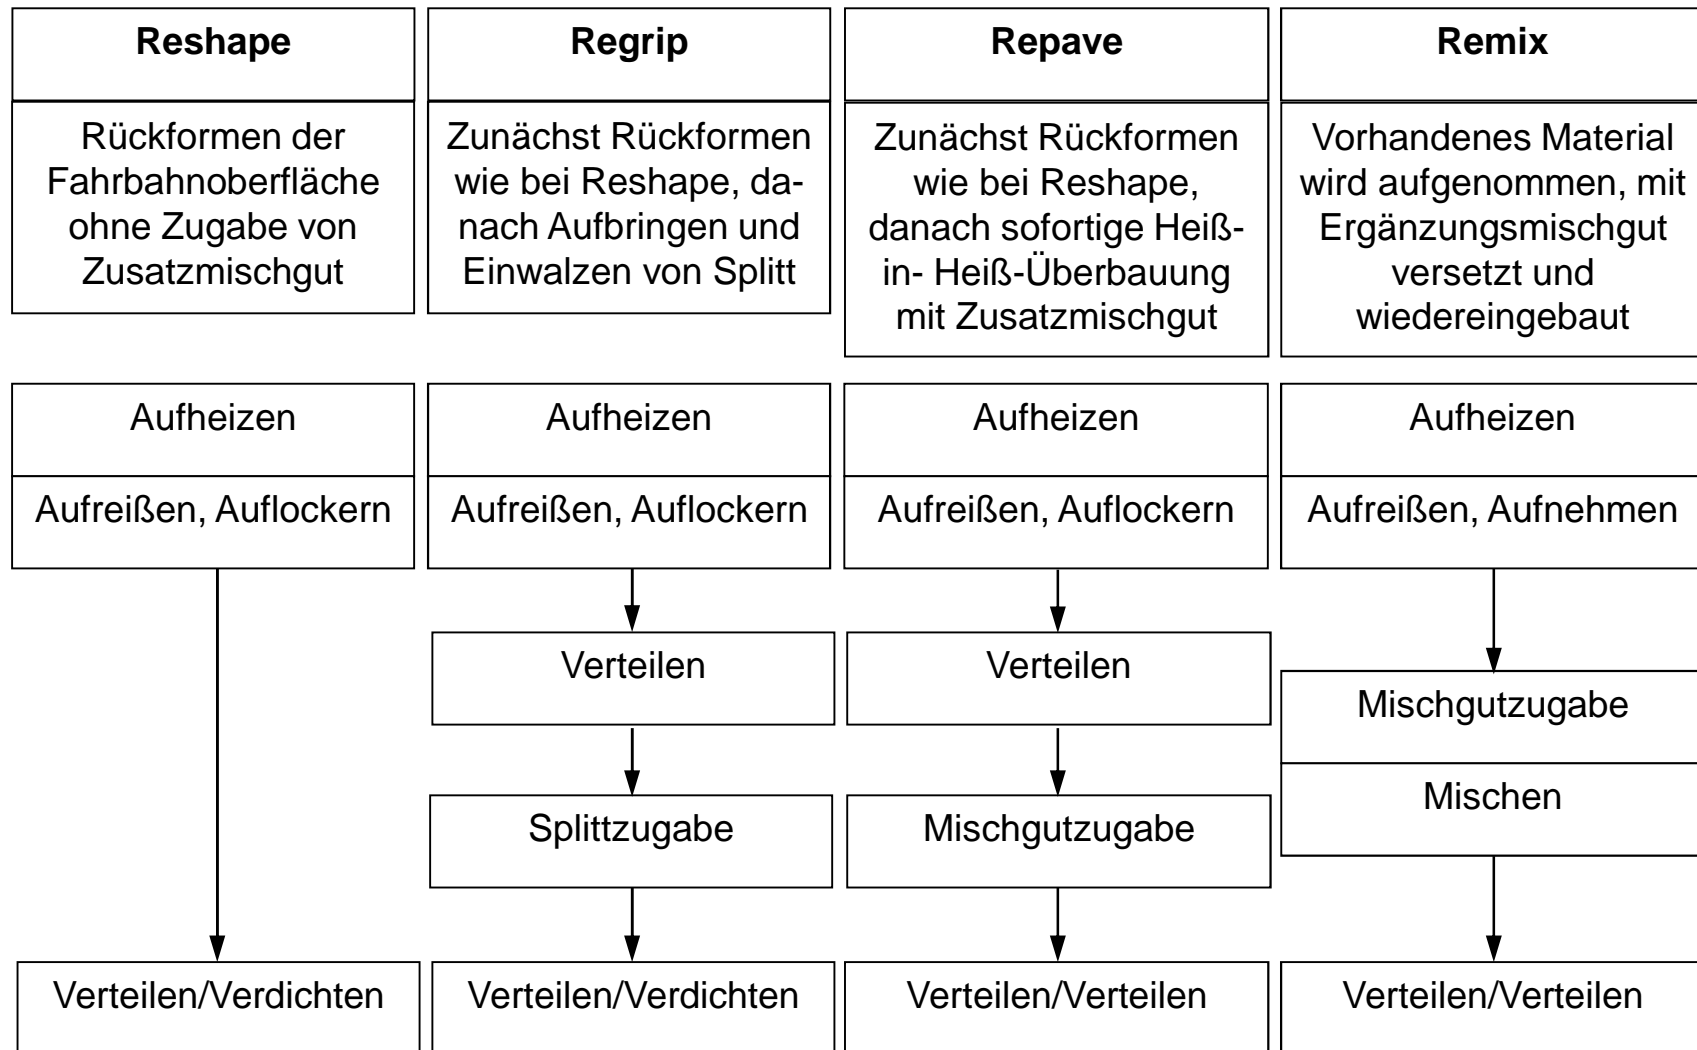 Reshape
Regrip
Repave
Remix
Rückformen der
Fahrbahnoberfläche
ohne Zugabe von
Zusatzmischgut
Zunächst Rückformen
wie bei Reshape, da-
nach Aufbringen und
Einwalzen von Splitt
Zunächst Rückformen
wie bei Reshape,
danach sofortige Heiß-
in- Heiß-Überbauung
mit Zusatzmischgut
Vorhandenes Material
wird aufgenommen, mit
Ergänzungsmischgut
versetzt und
wiedereingebaut
Aufheizen
Aufheizen
Aufheizen
Aufheizen
Aufreißen, Auflockern
Aufreißen, Auflockern
Aufreißen, Auflockern
Aufreißen, Aufnehmen
Verteilen
Verteilen
Mischgutzugabe
Mischen
Splittzugabe
Mischgutzugabe
Verteilen/Verdichten
Verteilen/Verdichten
Verteilen/Verteilen
Verteilen/Verteilen